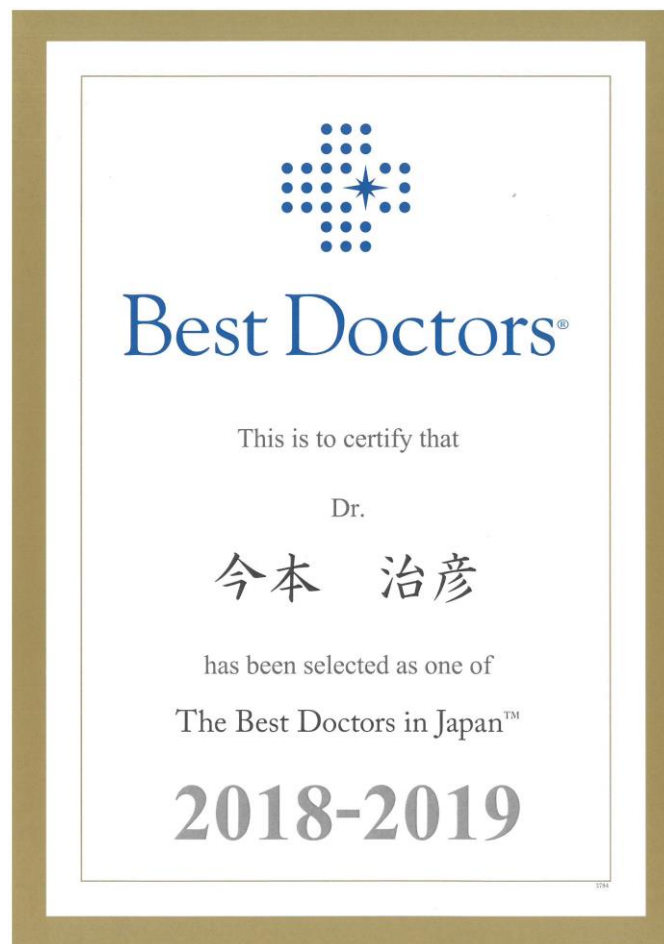 Best Doctors®
This is to certify that
Dr.
今本　治彦
has been selected as one of
The Best Doctors in Japan™
2018-2019